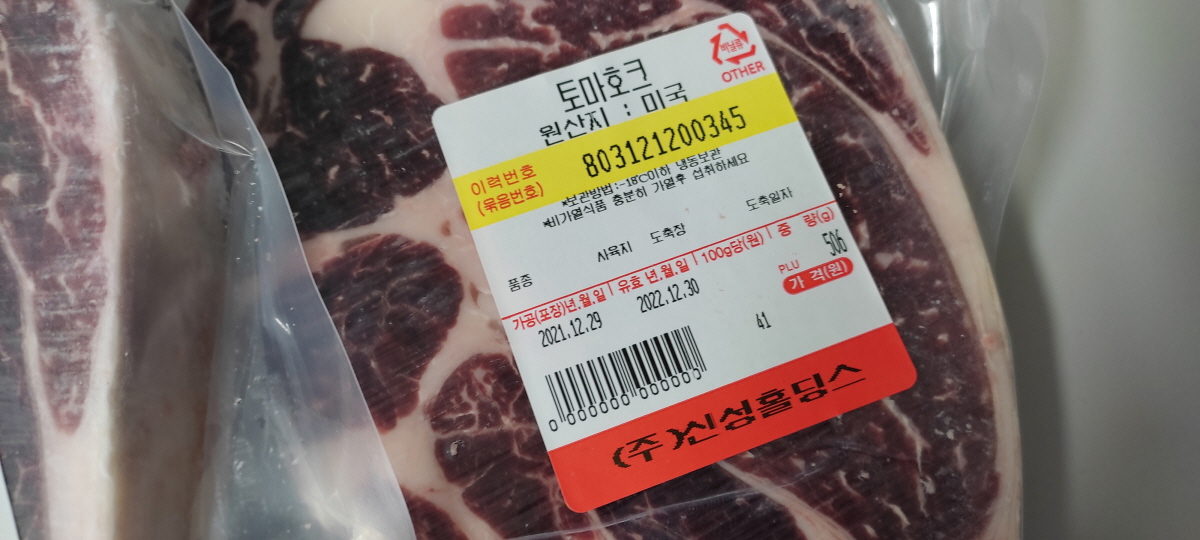 비닐류
OTHER
토마호크
원산지 : 미국
이력번호
(묶음번호)
803121200345
*보관방법:-18℃이하 냉동보관
*비가열식품 충분히 가열후 섭취하세요
품종 사육지 도축장 도축일자
가공(포장)년.월.일 유효 년.월.일 100g당(원) 중 량(g)
2021.12.29 2022.12.30 506
PLU
가 격(원)
41
0 000000 000000
(주)신성홀딩스